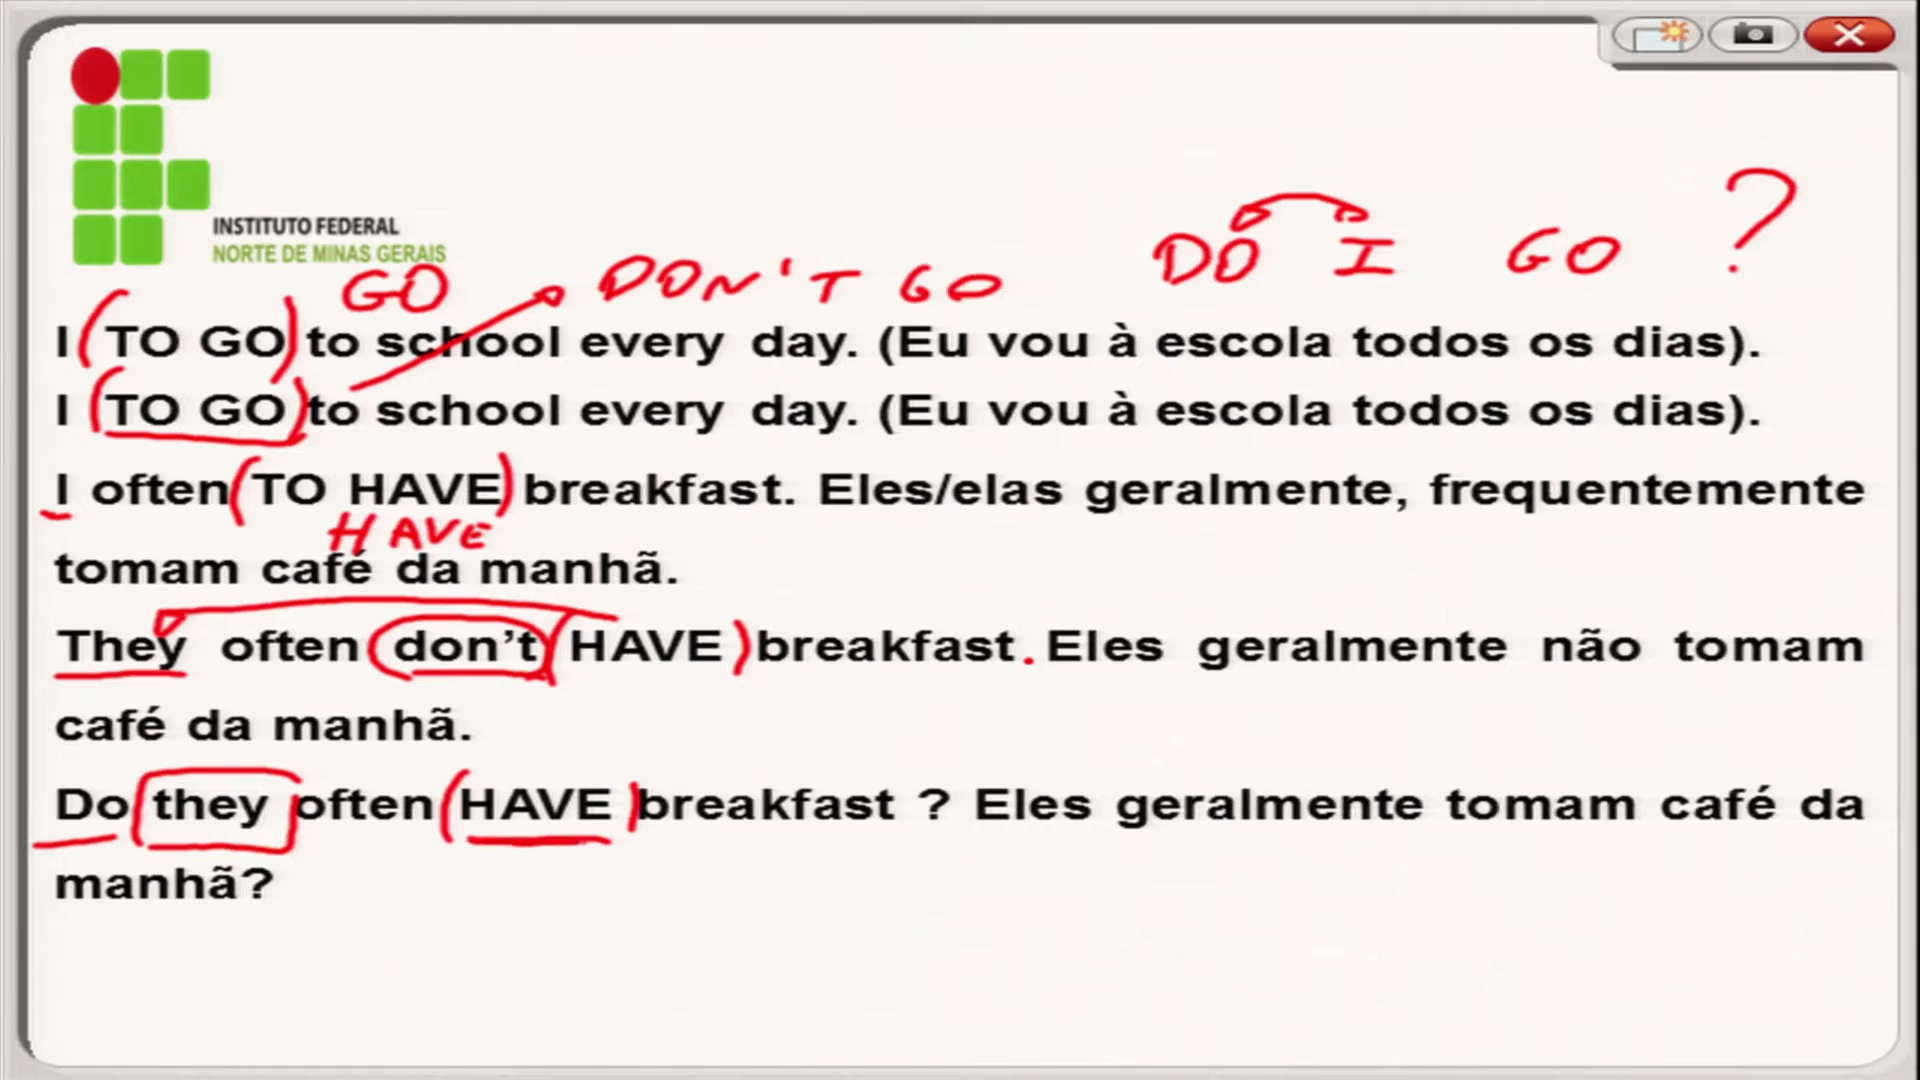 INSTITUTO FEDERAL
NORTE DE MINAS GERAIS
DO I GO ?
GO DON'T GO
I (TO GO) to school every day. (Eu vou à escola todos os dias).
I (TO GO) to school every day. (Eu vou à escola todos os dias).
I often (TO HAVE) breakfast. Eles/elas geralmente, frequentemente
HAVE
tomam café da manhã.
They often don't (HAVE) breakfast. Eles geralmente não tomam
café da manhã.
Do they often (HAVE) breakfast ? Eles geralmente tomam café da
manhã?